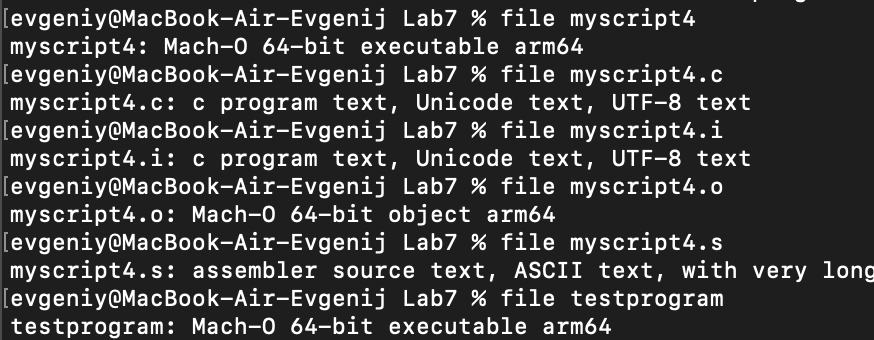 [evgeniy@MacBook-Air-Evgenij Lab7 % file myscript4
myscript4: Mach-O 64-bit executable arm64
[evgeniy@MacBook-Air-Evgenij Lab7 % file myscript4.c
myscript4.c: c program text, Unicode text, UTF-8 text
[evgeniy@MacBook-Air-Evgenij Lab7 % file myscript4.i
myscript4.i: c program text, Unicode text, UTF-8 text
[evgeniy@MacBook-Air-Evgenij Lab7 % file myscript4.o
myscript4.o: Mach-O 64-bit object arm64
[evgeniy@MacBook-Air-Evgenij Lab7 % file myscript4.s
myscript4.s: assembler source text, ASCII text, with very long
[evgeniy@MacBook-Air-Evgenij Lab7 % file testprogram
testprogram: Mach-O 64-bit executable arm64